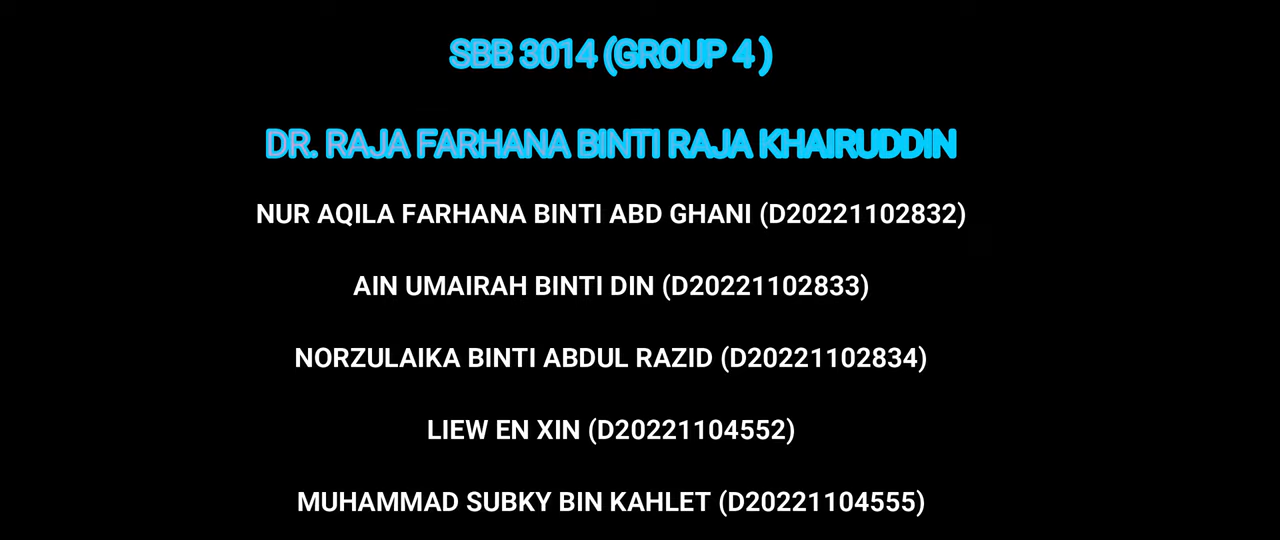 SBB 3014 (GROUP 4 )
DR. RAJA FARHANA BINTI RAJA KHAIRUDDIN
NUR AQILA FARHANA BINTI ABD GHANI (D20221102832)
AIN UMAIRAH BINTI DIN (D20221102833)
NORZULAIKA BINTI ABDUL RAZID (D20221102834)
LIEW EN XIN (D20221104552)
MUHAMMAD SUBKY BIN KAHLET (D20221104555)